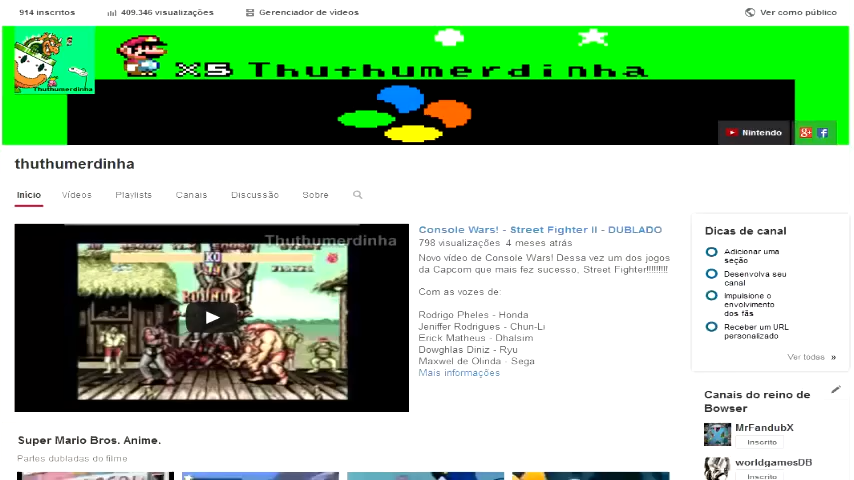 914 inscritos
409.346 visualizações
Gerenciador de vídeos
Ver como público
Thuthumerdinha
X5 Thuthumerdinha
Nintendo
thuthumerdinha
Início
Vídeos
Playlists
Canais
Discussão
Sobre
Thuthumerdinha
KO
ROUND 2
Console Wars! - Street Fighter II - DUBLADO
798 visualizações 4 meses atrás
Novo vídeo de Console Wars! Dessa vez um dos jogos
da Capcom que mais fez sucesso, Street Fighter!!!!!!!!!
Com as vozes de:
Rodrigo Pheles - Honda
Jeniffer Rodrigues - Chun-Li
Erick Matheus - Dhalsim
Dowghlas Diniz - Ryu
Maxwel de Olinda - Sega
Mais informações
Dicas de canal
Adicionar uma
seção
Desenvolva seu
canal
Impulsione o
envolvimento
dos fãs
Receber um URL
personalizado
Ver todas »
Canais do reino de
Bowser
MrFandubX
Inscrito
worldgamesDB
Inscrito
Super Mario Bros. Anime.
Partes dubladas do filme